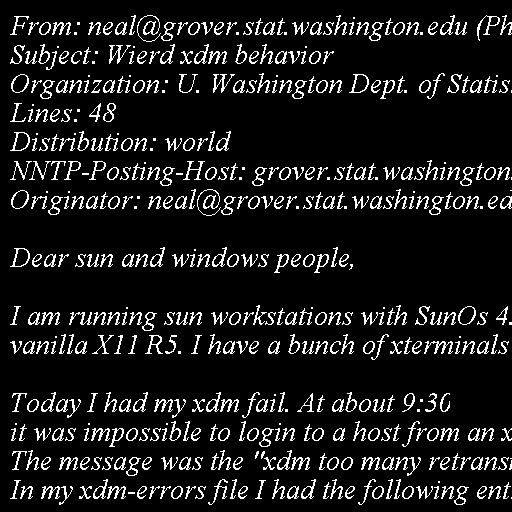 From: neal@grover.stat.washington.edu (Ph
Subject: Wierd xdm behavior
Organization: U. Washington Dept. of Statis
Lines: 48
Distribution: world
NNTP-Posting-Host: grover.stat.washington.
Originator: neal@grover.stat.washington.ed
Dear sun and windows people,
I am running sun workstations with SunOs 4.
vanilla X11 R5. I have a bunch of xterminals
Today I had my xdm fail. At about 9:30
it was impossible to login to a host from an x
The message was the "xdm too many retrans
In my xdm-errors file I had the following ent